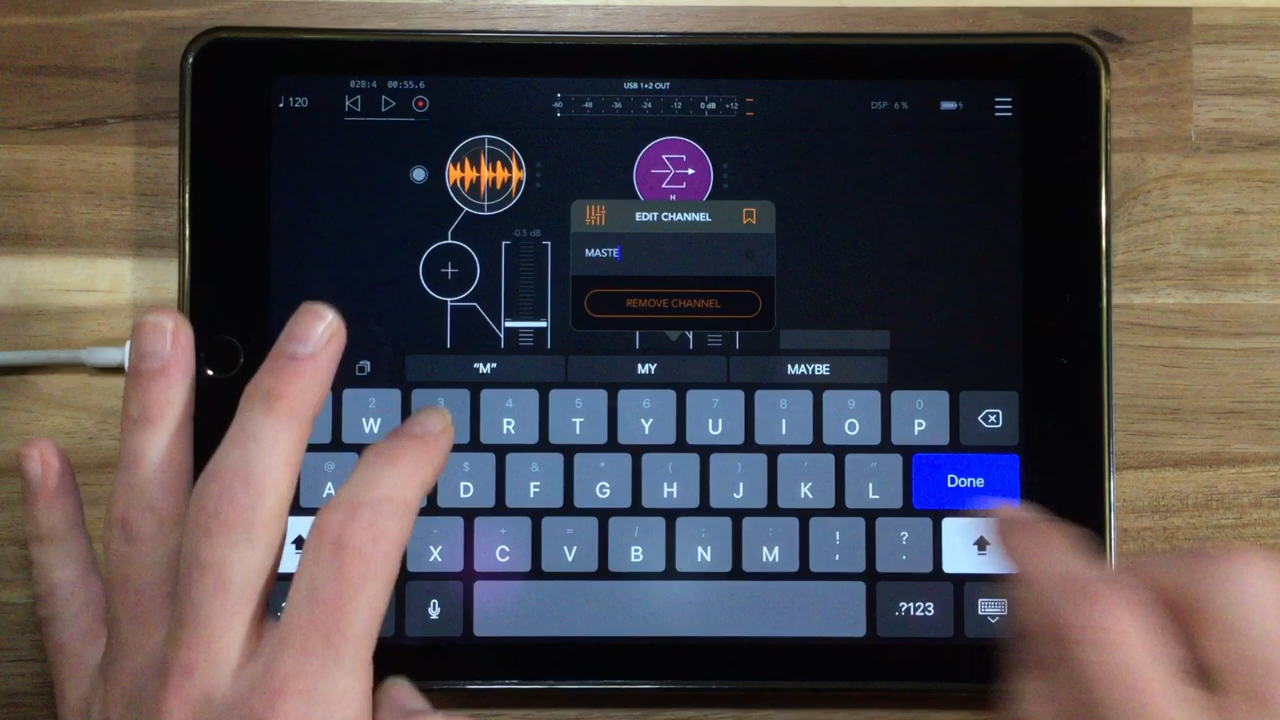 028:4 00:55.6
♩ 120
USB 1+2 OUT
-60 -48 -36 -24 -12 0 dB +12
DSP: 6 %
H
EDIT CHANNEL
-0.5 dB
MASTE
REMOVE CHANNEL
“M” MY MAYBE
2 3 4 5 6 7 8 9 0
W R T Y U I O P
@ $ & * ( ) ' "
A D F G H J K L Done
- + = / ; : ! ?
X C V B N M , .
.?123